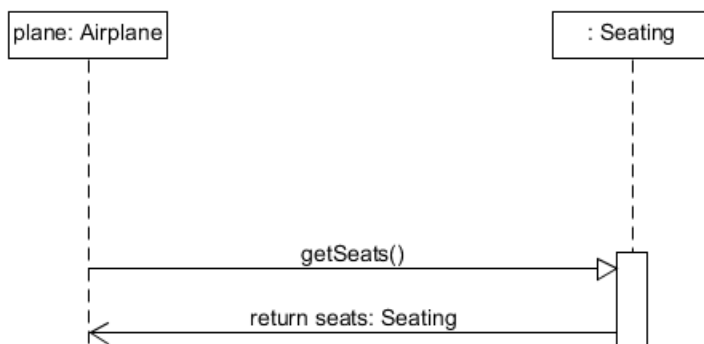 plane: Airplane
: Seating
getSeats()
return seats: Seating